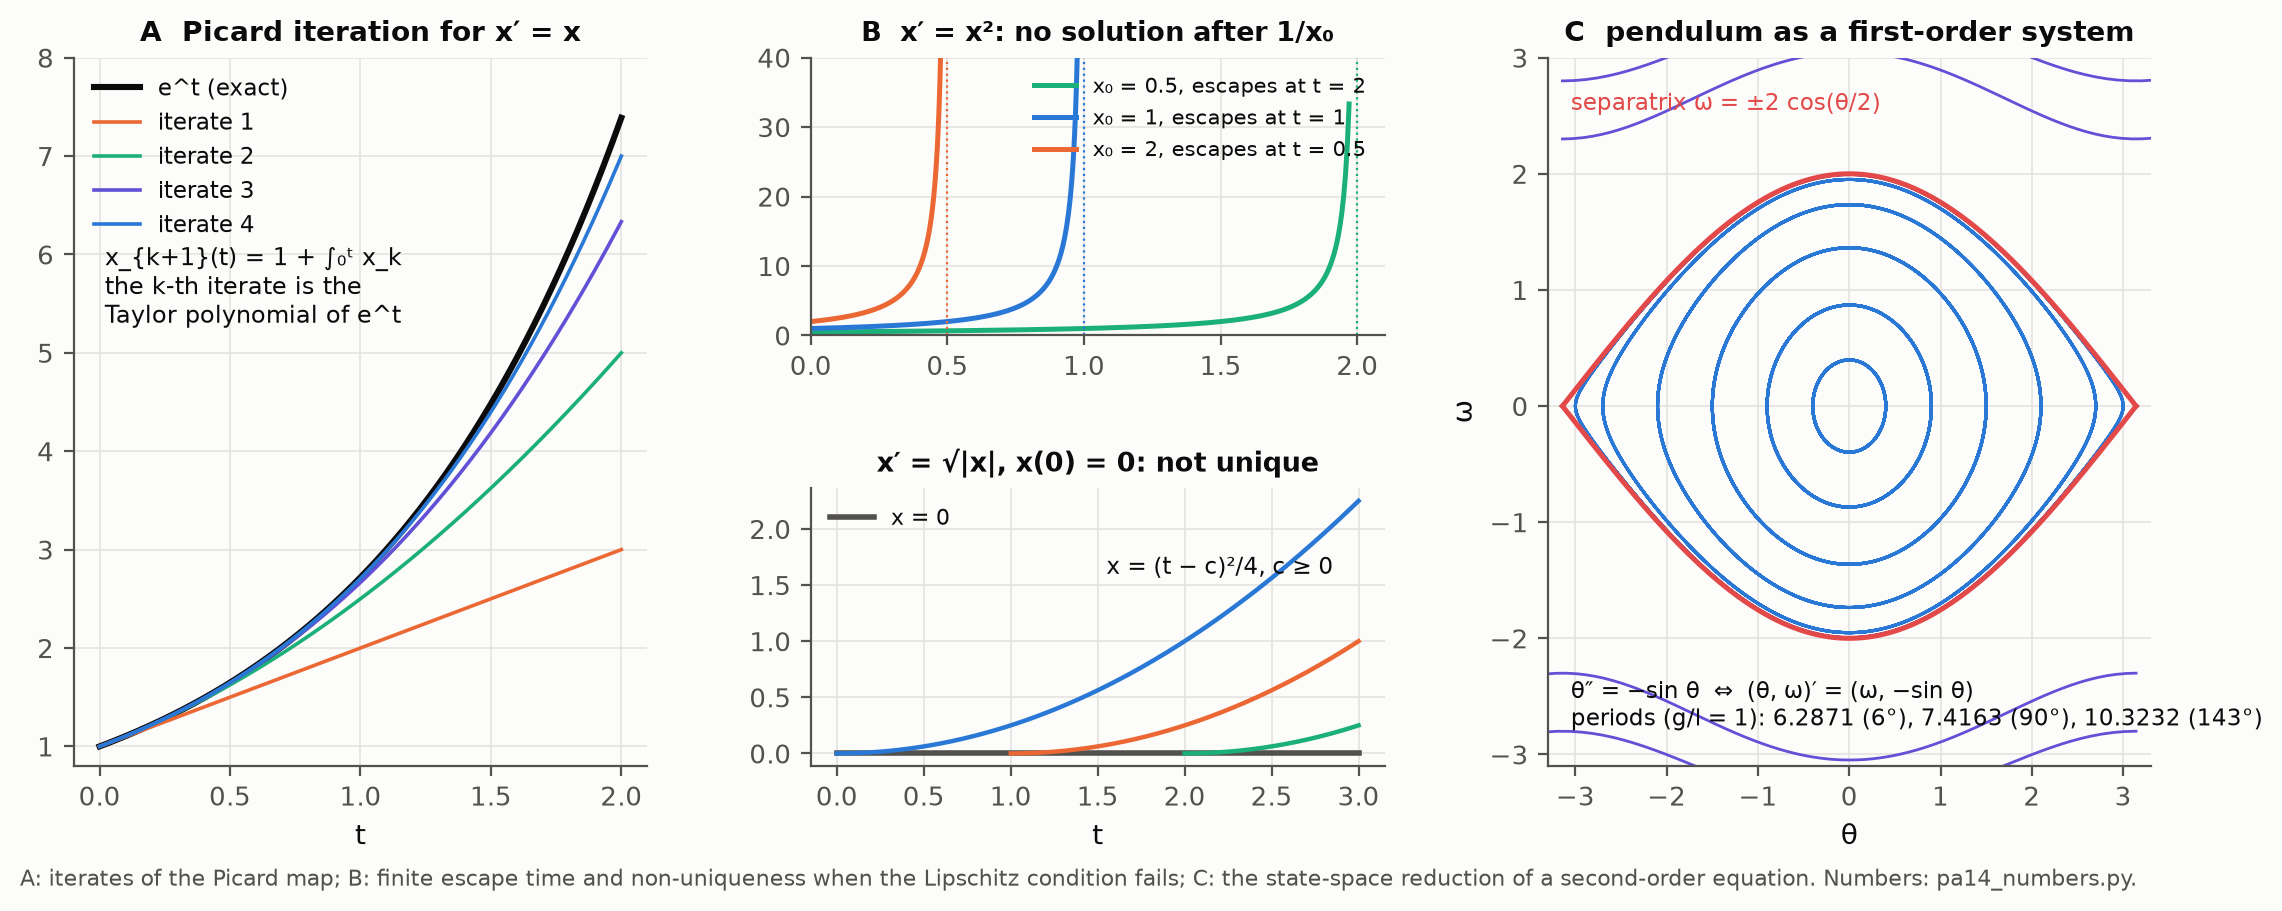 A  Picard iteration for x′ = x
8
7
6
5
4
3
2
1
e^t (exact)
iterate 1
iterate 2
iterate 3
iterate 4
x_{k+1}(t) = 1 + ∫₀ᵗ x_k
the k-th iterate is the
Taylor polynomial of e^t
0.0 0.5 1.0 1.5 2.0
t
B  x′ = x²: no solution after 1/x₀
40
30
20
10
0
x₀ = 0.5, escapes at t = 2
x₀ = 1, escapes at t = 1
x₀ = 2, escapes at t = 0.5
0.0 0.5 1.0 1.5 2.0
x′ = √|x|, x(0) = 0: not unique
2.0
1.5
1.0
0.5
0.0
x = 0
x = (t − c)²/4, c ≥ 0
0.0 0.5 1.0 1.5 2.0 2.5 3.0
t
C  pendulum as a first-order system
3
2
1
0
−1
−2
−3
ω
separatrix ω = ±2 cos(θ/2)
θ″ = −sin θ ⇔ (θ, ω)′ = (ω, −sin θ)
periods (g/l = 1): 6.2871 (6°), 7.4163 (90°), 10.3232 (143°)
−3 −2 −1 0 1 2 3
θ
A: iterates of the Picard map; B: finite escape time and non-uniqueness when the Lipschitz condition fails; C: the state-space reduction of a second-order equation. Numbers: pa14_numbers.py.